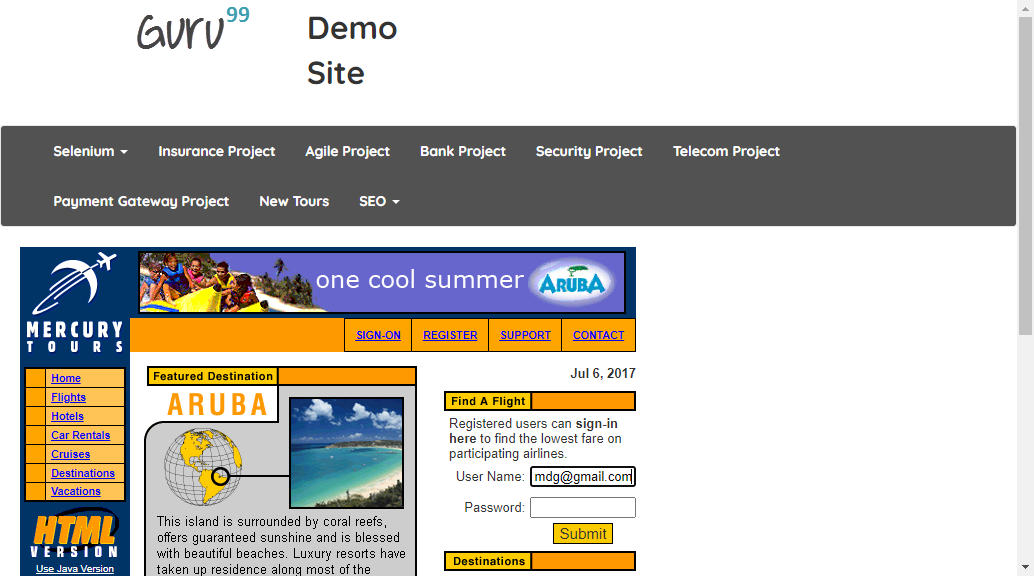 Guru99
Demo
Site
Selenium
Insurance Project
Agile Project
Bank Project
Security Project
Telecom Project
Payment Gateway Project
New Tours
SEO
one cool summer ARUBA
MERCURY
TOURS
SIGN-ON
REGISTER
SUPPORT
CONTACT
Home
Flights
Hotels
Car Rentals
Cruises
Destinations
Vacations
HTML
VERSION
Use Java Version
Featured Destination
ARUBA
This island is surrounded by coral reefs,
offers guaranteed sunshine and is blessed
with beautiful beaches. Luxury resorts have
taken up residence along most of the
Jul 6, 2017
Find A Flight
Registered users can sign-in
here to find the lowest fare on
participating airlines.
User Name: mdg@gmail.com
Password:
Submit
Destinations